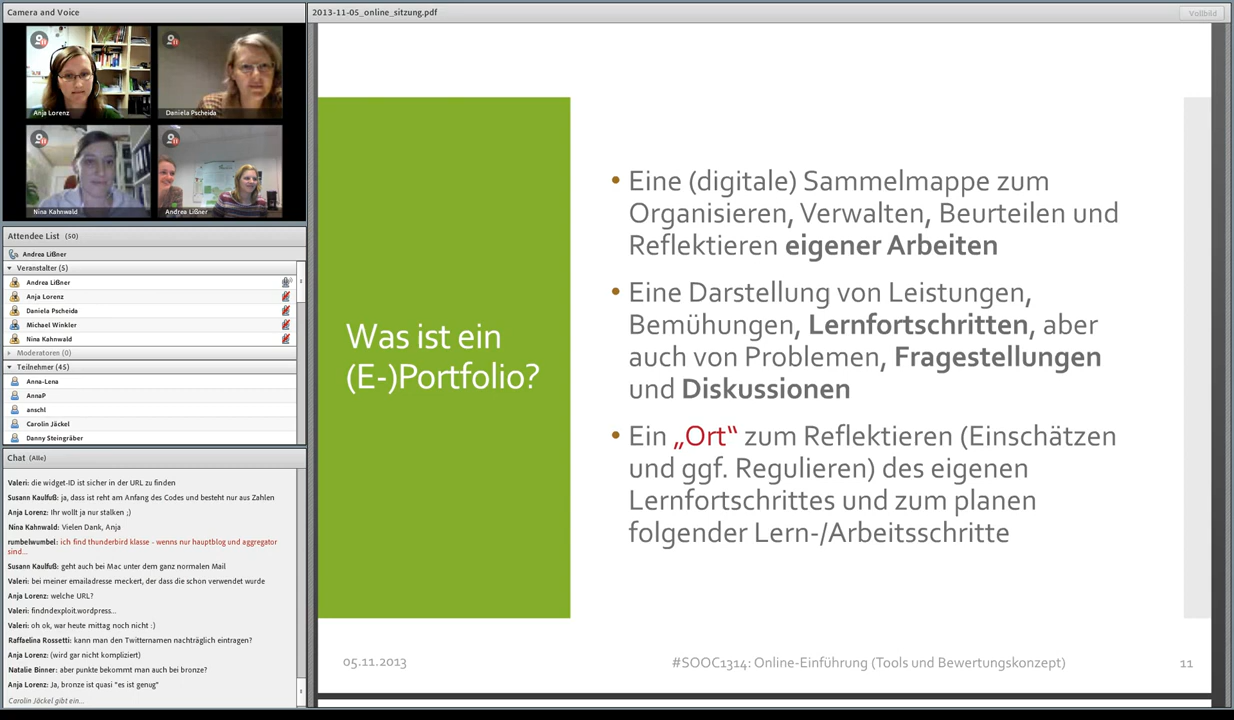 Camera and Voice
Anja Lorenz
Daniela Pscheida
Nina Kahnwald
Andrea Lißner
Attendee List (50)
Andrea Lißner
Veranstalter (5)
Andrea Lißner
Anja Lorenz
Daniela Pscheida
Michael Winkler
Nina Kahnwald
Moderatoren (0)
Teilnehmer (45)
Anna-Lena
AnnaP
anschl
Carolin Jäckel
Danny Steingräber
Chat (Alle)
Valeri: die widget-ID ist sicher in der URL zu finden
Susann Kaulfuß: ja, dass ist reht am Anfang des Codes und besteht nur aus Zahlen
Anja Lorenz: Ihr wollt ja nur stalken ;)
Nina Kahnwald: Vielen Dank, Anja
rumbelwumbel: ich find thunderbird klasse - wenns nur hauptblog und aggregator
sind...
Susann Kaulfuß: geht auch bei Mac unter dem ganz normalen Mail
Valeri: bei meiner emailadresse meckert, der dass die schon verwendet wurde
Anja Lorenz: welche URL?
Valeri: findndexploit.wordpress...
Valeri: oh ok, war heute mittag noch nicht :)
Raffaelina Rossetti: kann man den Twitternamen nachträglich eintragen?
Anja Lorenz: (wird gar nicht kompliziert)
Natalie Binner: aber punkte bekommt man auch bei bronze?
Anja Lorenz: Ja, bronze ist quasi "es ist genug"
Carolin Jäckel gibt ein...
2013-11-05_online_sitzung.pdf
Vollbild
Was ist ein
(E-)Portfolio?
• Eine (digitale) Sammelmappe zum
Organisieren, Verwalten, Beurteilen und
Reflektieren eigener Arbeiten
• Eine Darstellung von Leistungen,
Bemühungen, Lernfortschritten, aber
auch von Problemen, Fragestellungen
und Diskussionen
• Ein „Ort“ zum Reflektieren (Einschätzen
und ggf. Regulieren) des eigenen
Lernfortschrittes und zum planen
folgender Lern-/Arbeitsschritte
05.11.2013
#SOOC1314: Online-Einführung (Tools und Bewertungskonzept)
11